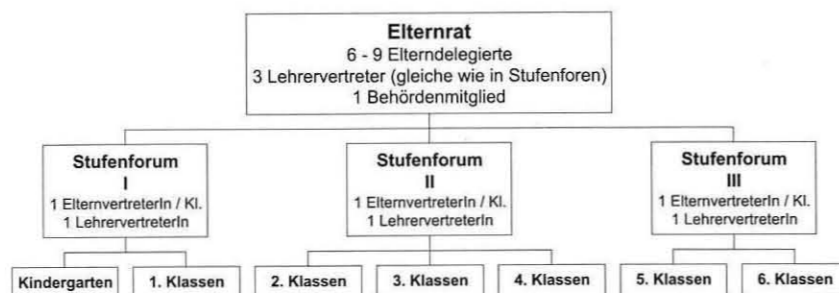 Elternrat
6 - 9 Elterndelegierte
3 Lehrervertreter (gleiche wie in Stufenforen)
1 Behördenmitglied
Stufenforum
I
1 ElternvertreterIn / Kl.
1 LehrervertreterIn
Stufenforum
II
1 ElternvertreterIn / Kl.
1 LehrervertreterIn
Stufenforum
III
1 ElternvertreterIn / Kl.
1 LehrervertreterIn
Kindergarten
1. Klassen
2. Klassen
3. Klassen
4. Klassen
5. Klassen
6. Klassen